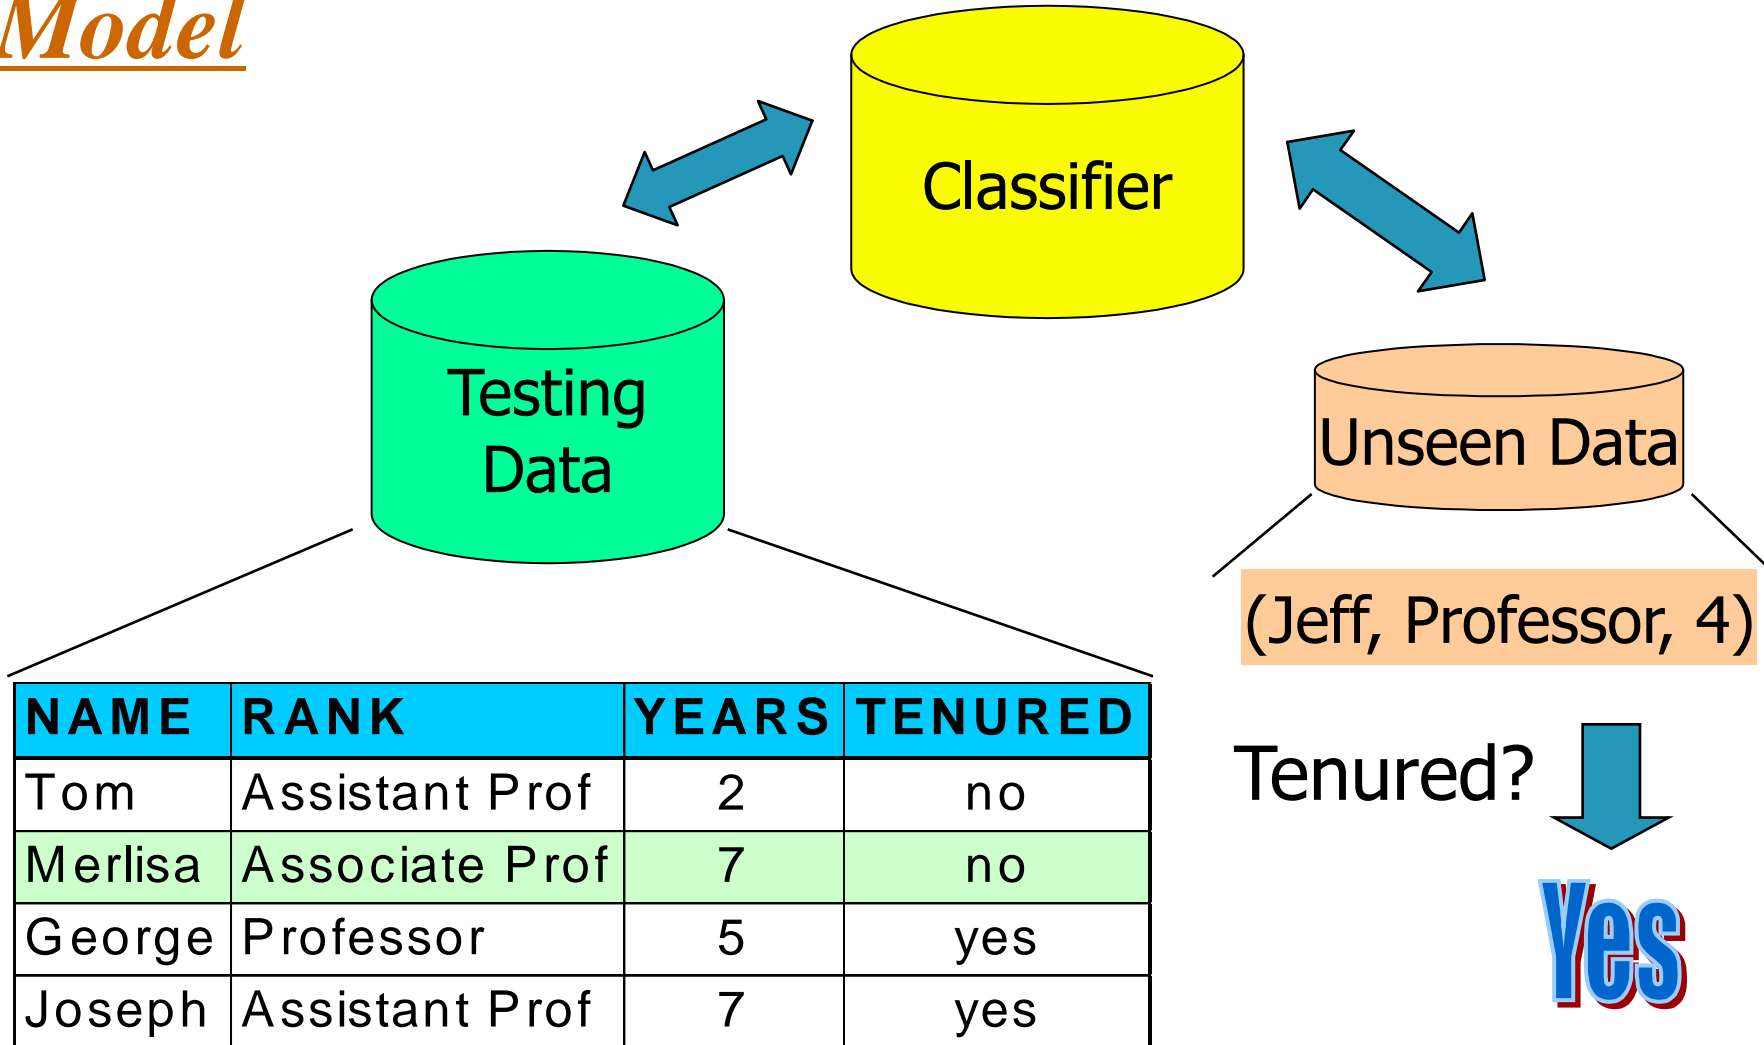 Model
Classifier
Testing
Data
Unseen Data
(Jeff, Professor, 4)
NAME RANK YEARS TENURED
Tom Assistant Prof 2 no
Merlisa Associate Prof 7 no
George Professor 5 yes
Joseph Assistant Prof 7 yes
Tenured?
Yes